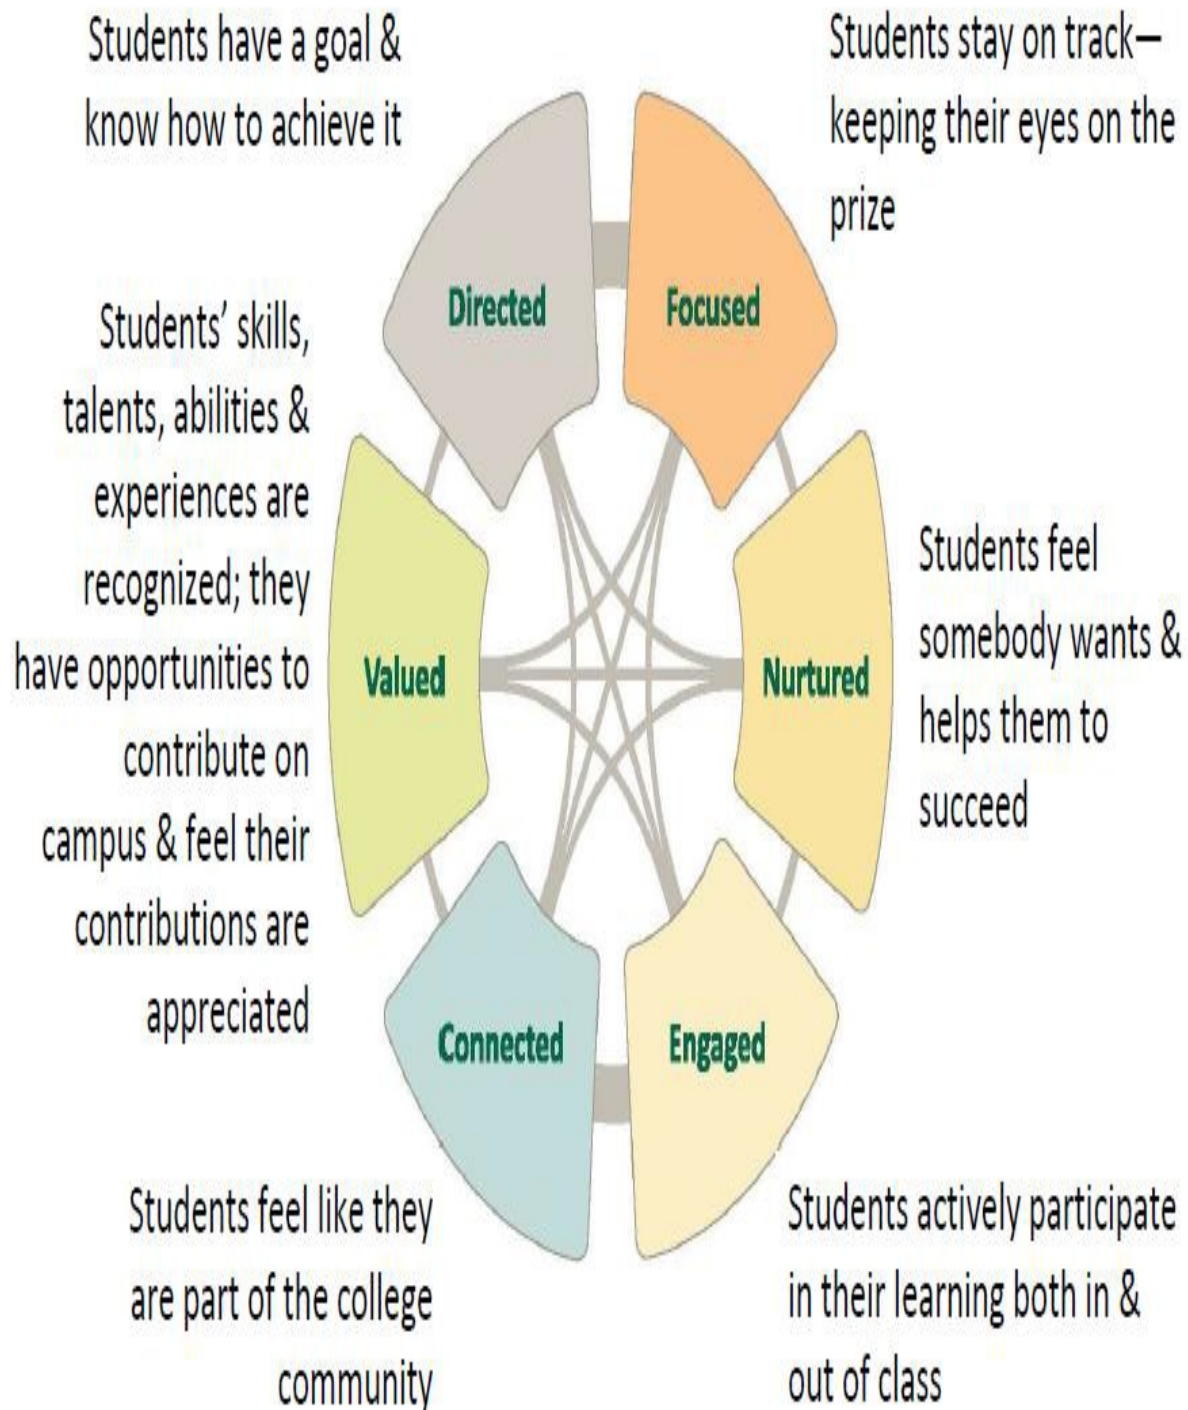 Students have a goal &
know how to achieve it
Students stay on track—
keeping their eyes on the
prize
Directed
Focused
Students' skills,
talents, abilities &
experiences are
recognized; they
have opportunities to
contribute on
campus & feel their
contributions are
appreciated
Valued
Nurtured
Students feel
somebody wants &
helps them to
succeed
Connected
Engaged
Students feel like they
are part of the college
community
Students actively participate
in their learning both in &
out of class